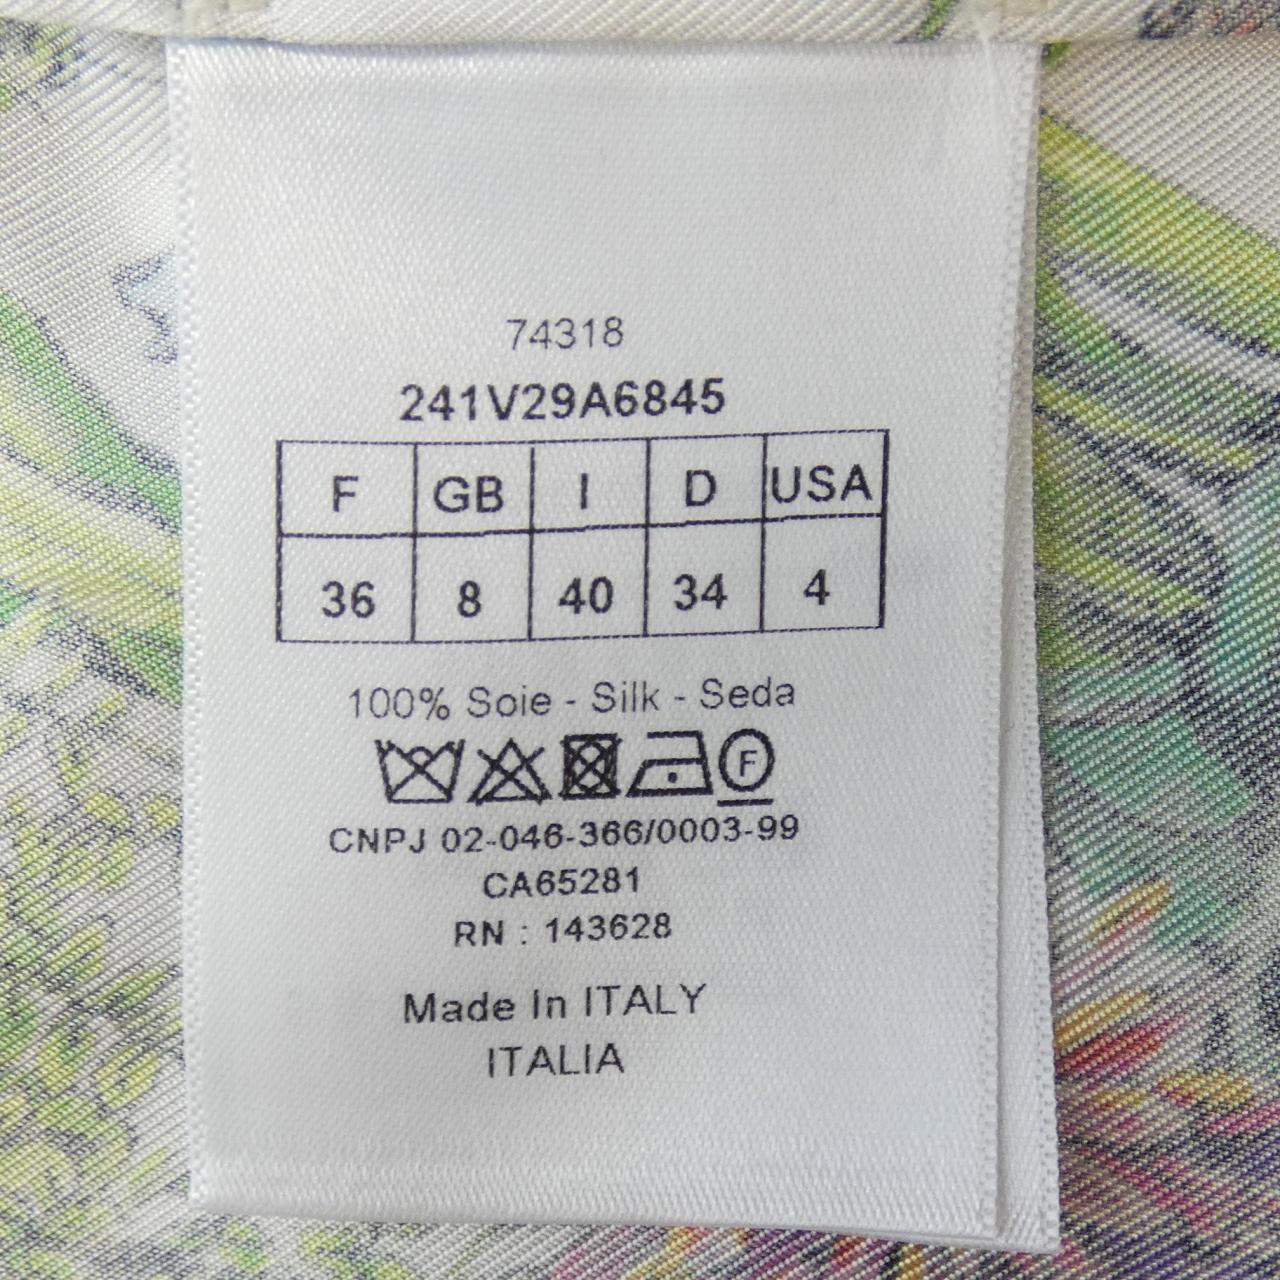 74318
241V29A6845
F GB I D USA
36 8 40 34 4
100% Soie - Silk - Seda
F
CNPJ 02-046-366/0003-99
CA65281
RN : 143628
Made In ITALY
ITALIA